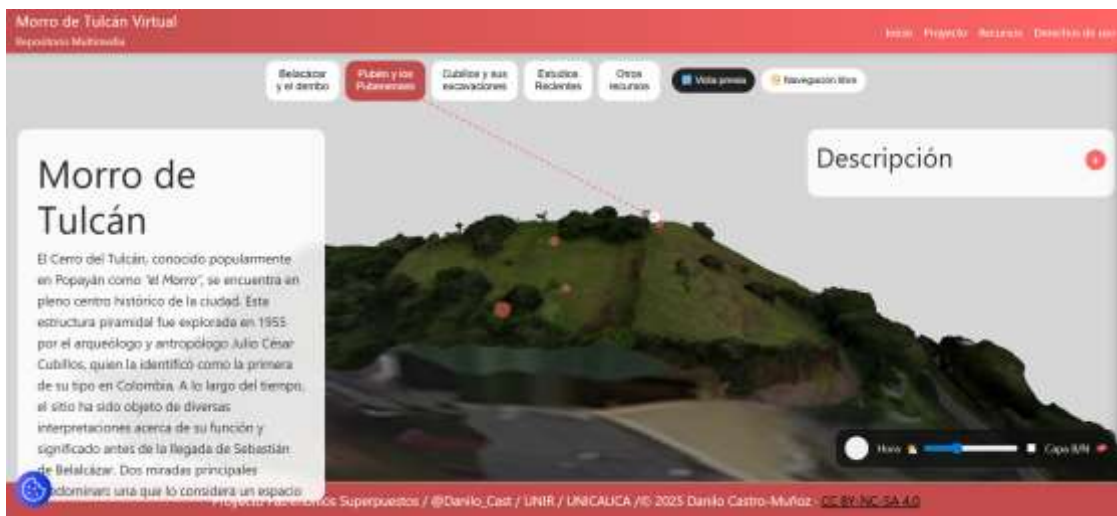 Morro de Tulcán Virtual
Repositorio Multimedia
Inicio Proyecto Recursos Derechos de uso
Belacázar
y el derribo
Pubén y los
Pubenenses
Cubillos y sus
excavaciones
Estudios
Recientes
Otros
recursos
Vista previa
Navegación libre
Morro de
Tulcán
El Cerro del Tulcán, conocido popularmente
en Popayán como "el Morro", se encuentra en
pleno centro histórico de la ciudad. Esta
estructura piramidal fue explorada en 1955
por el arqueólogo y antropólogo Julio César
Cubillos, quien la identificó como la primera
de su tipo en Colombia. A lo largo del tiempo,
el sitio ha sido objeto de diversas
interpretaciones acerca de su función y
significado antes de la llegada de Sebastián
de Belalcázar. Dos miradas principales
predominan: una que lo considera un espacio
Descripción
+
Hora
Capa B/N
Superpuestos / @Danilo_Cast / UNIR / UNICAUCA /© 2025 Danilo Castro-Muñoz - CC BY-NC-SA 4.0